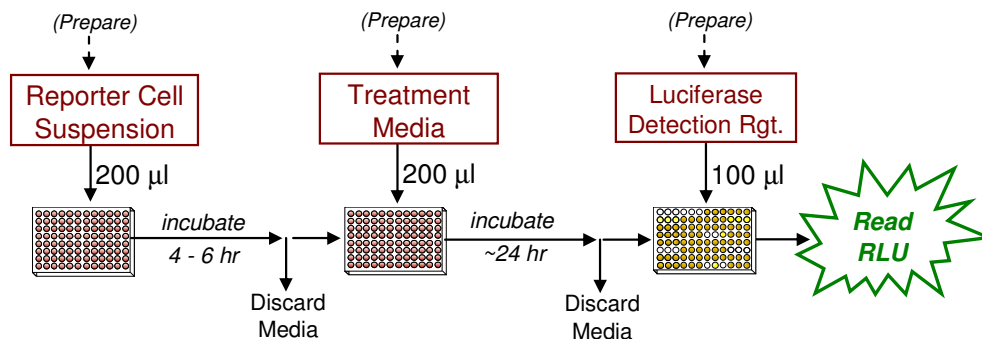 (Prepare)
(Prepare)
(Prepare)
Reporter Cell
Suspension
Treatment
Media
Luciferase
Detection Rgt.
200 µl
200 µl
100 µl
incubate
4 - 6 hr
incubate
~24 hr
Read
RLU
Discard
Media
Discard
Media